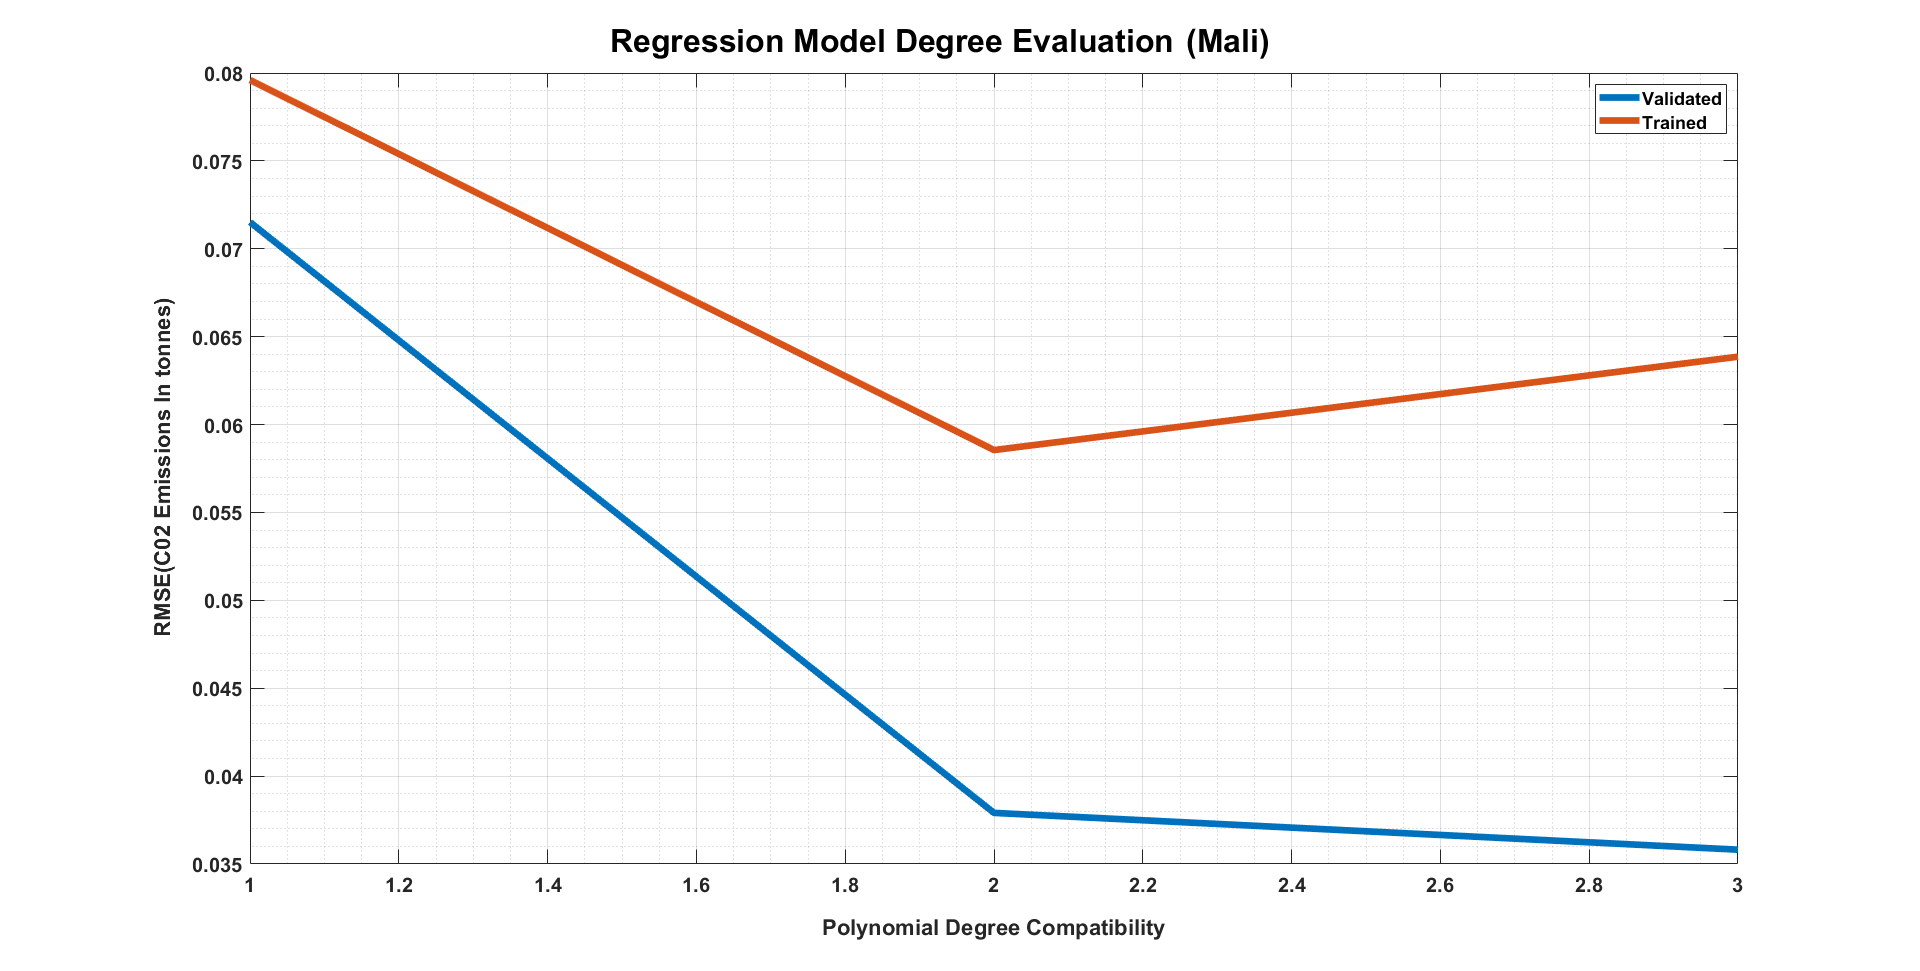 Regression Model Degree Evaluation (Mali)
Validated
Trained
RMSE(C02 Emissions In tonnes)
0.08
0.075
0.07
0.065
0.06
0.055
0.05
0.045
0.04
0.035
1 1.2 1.4 1.6 1.8 2 2.2 2.4 2.6 2.8 3
Polynomial Degree Compatibility